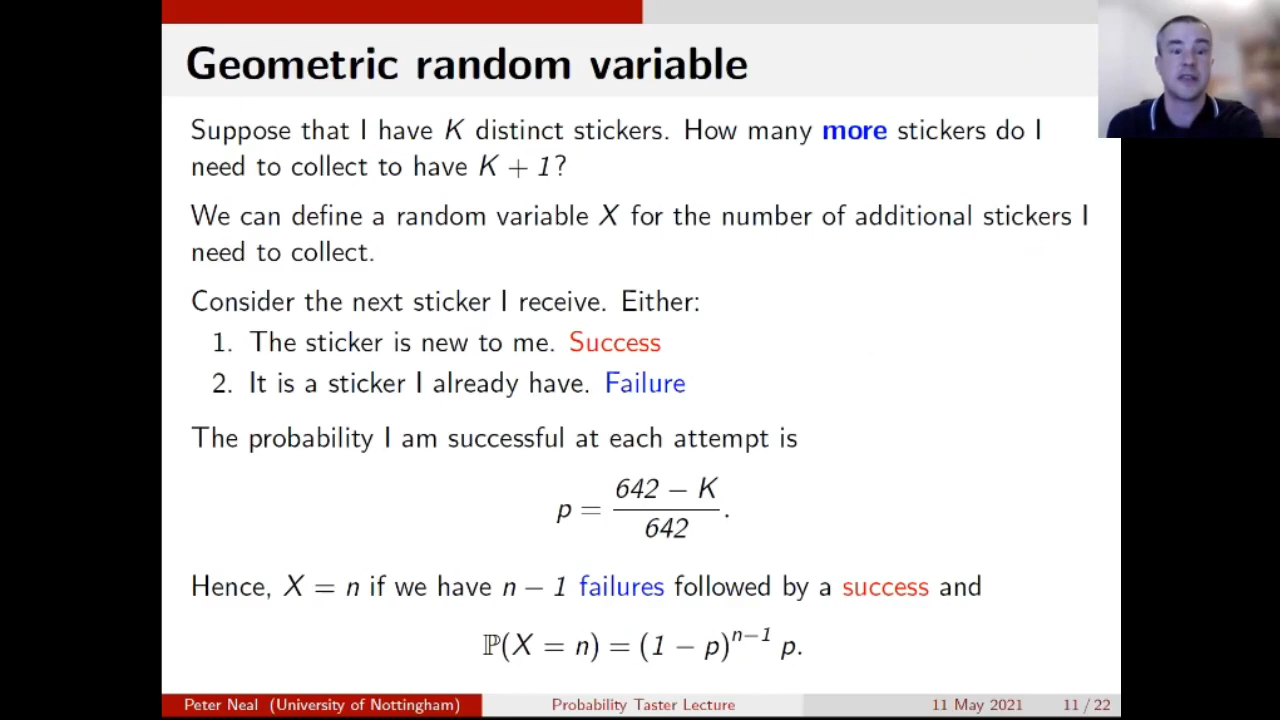 Geometric random variable
Suppose that I have K distinct stickers. How many more stickers do I
need to collect to have K + 1?
We can define a random variable X for the number of additional stickers I
need to collect.
Consider the next sticker I receive. Either:
1. The sticker is new to me. Success
2. It is a sticker I already have. Failure
The probability I am successful at each attempt is
p = \frac{642 − K}{642}.
Hence, X = n if we have n − 1 failures followed by a success and
ℙ(X = n) = (1 − p)^{n−1} p.
Peter Neal (University of Nottingham) Probability Taster Lecture 11 May 2021 11 / 22